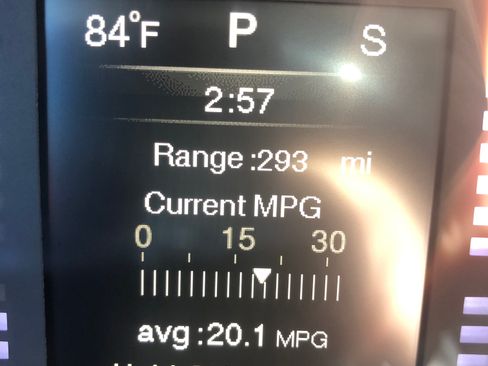 84°F P S
2:57
Range :293 mi
Current MPG
0 15 30
avg :20.1 MPG